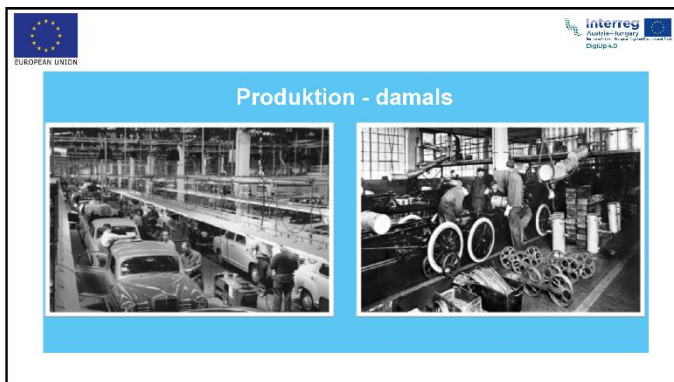 EUROPEAN UNION
Interreg
Austria-Hungary
DigiUp 4.0
Produktion - damals